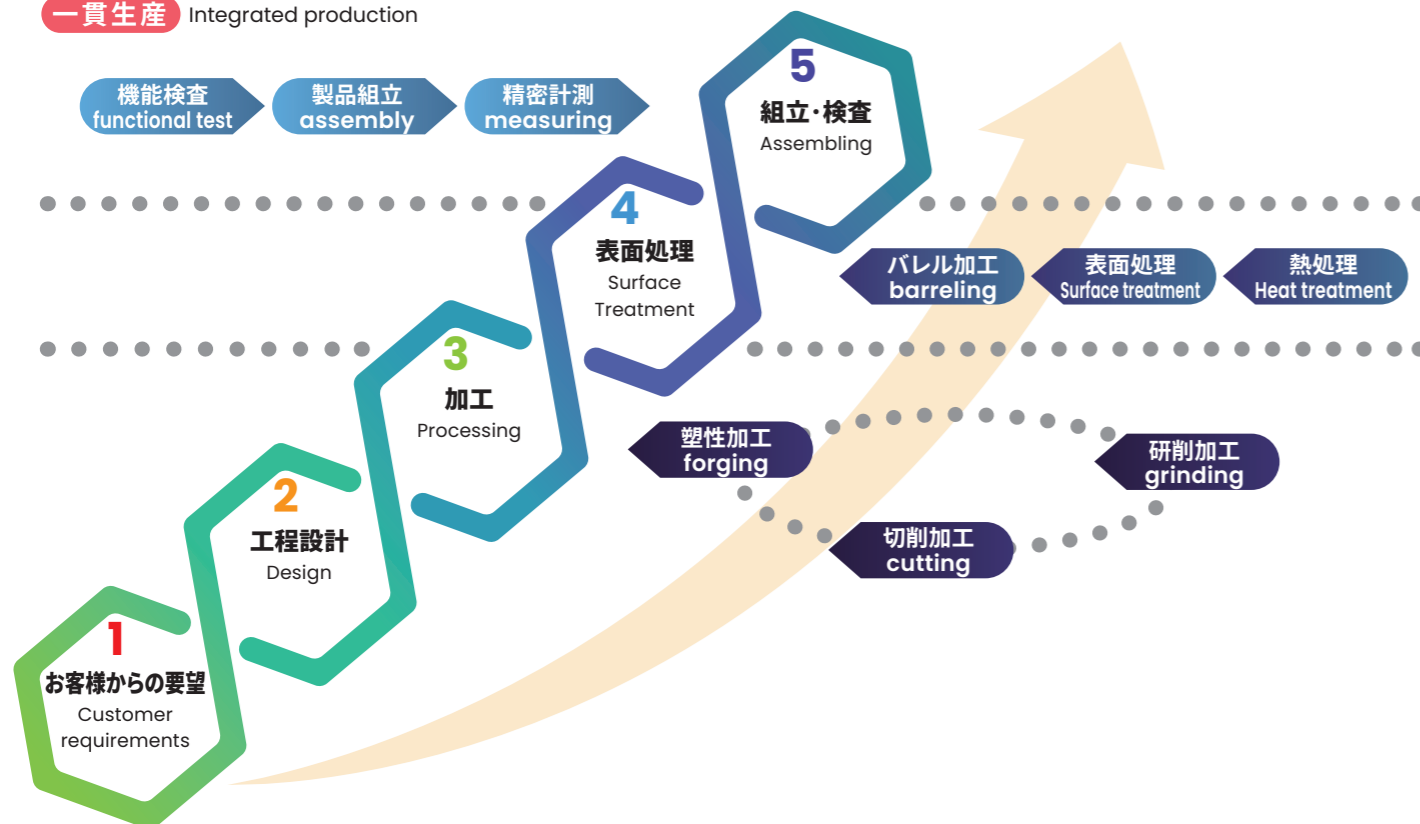 一貫生産 Integrated production
機能検査
functional test
製品組立
assembly
精密計測
measuring
5
組立・検査
Assembling
4
表面処理
Surface
Treatment
バレル加工
barreling
表面処理
Surface treatment
熱処理
Heat treatment
3
加工
Processing
塑性加工
forging
研削加工
grinding
切削加工
cutting
2
工程設計
Design
1
お客様からの要望
Customer
requirements